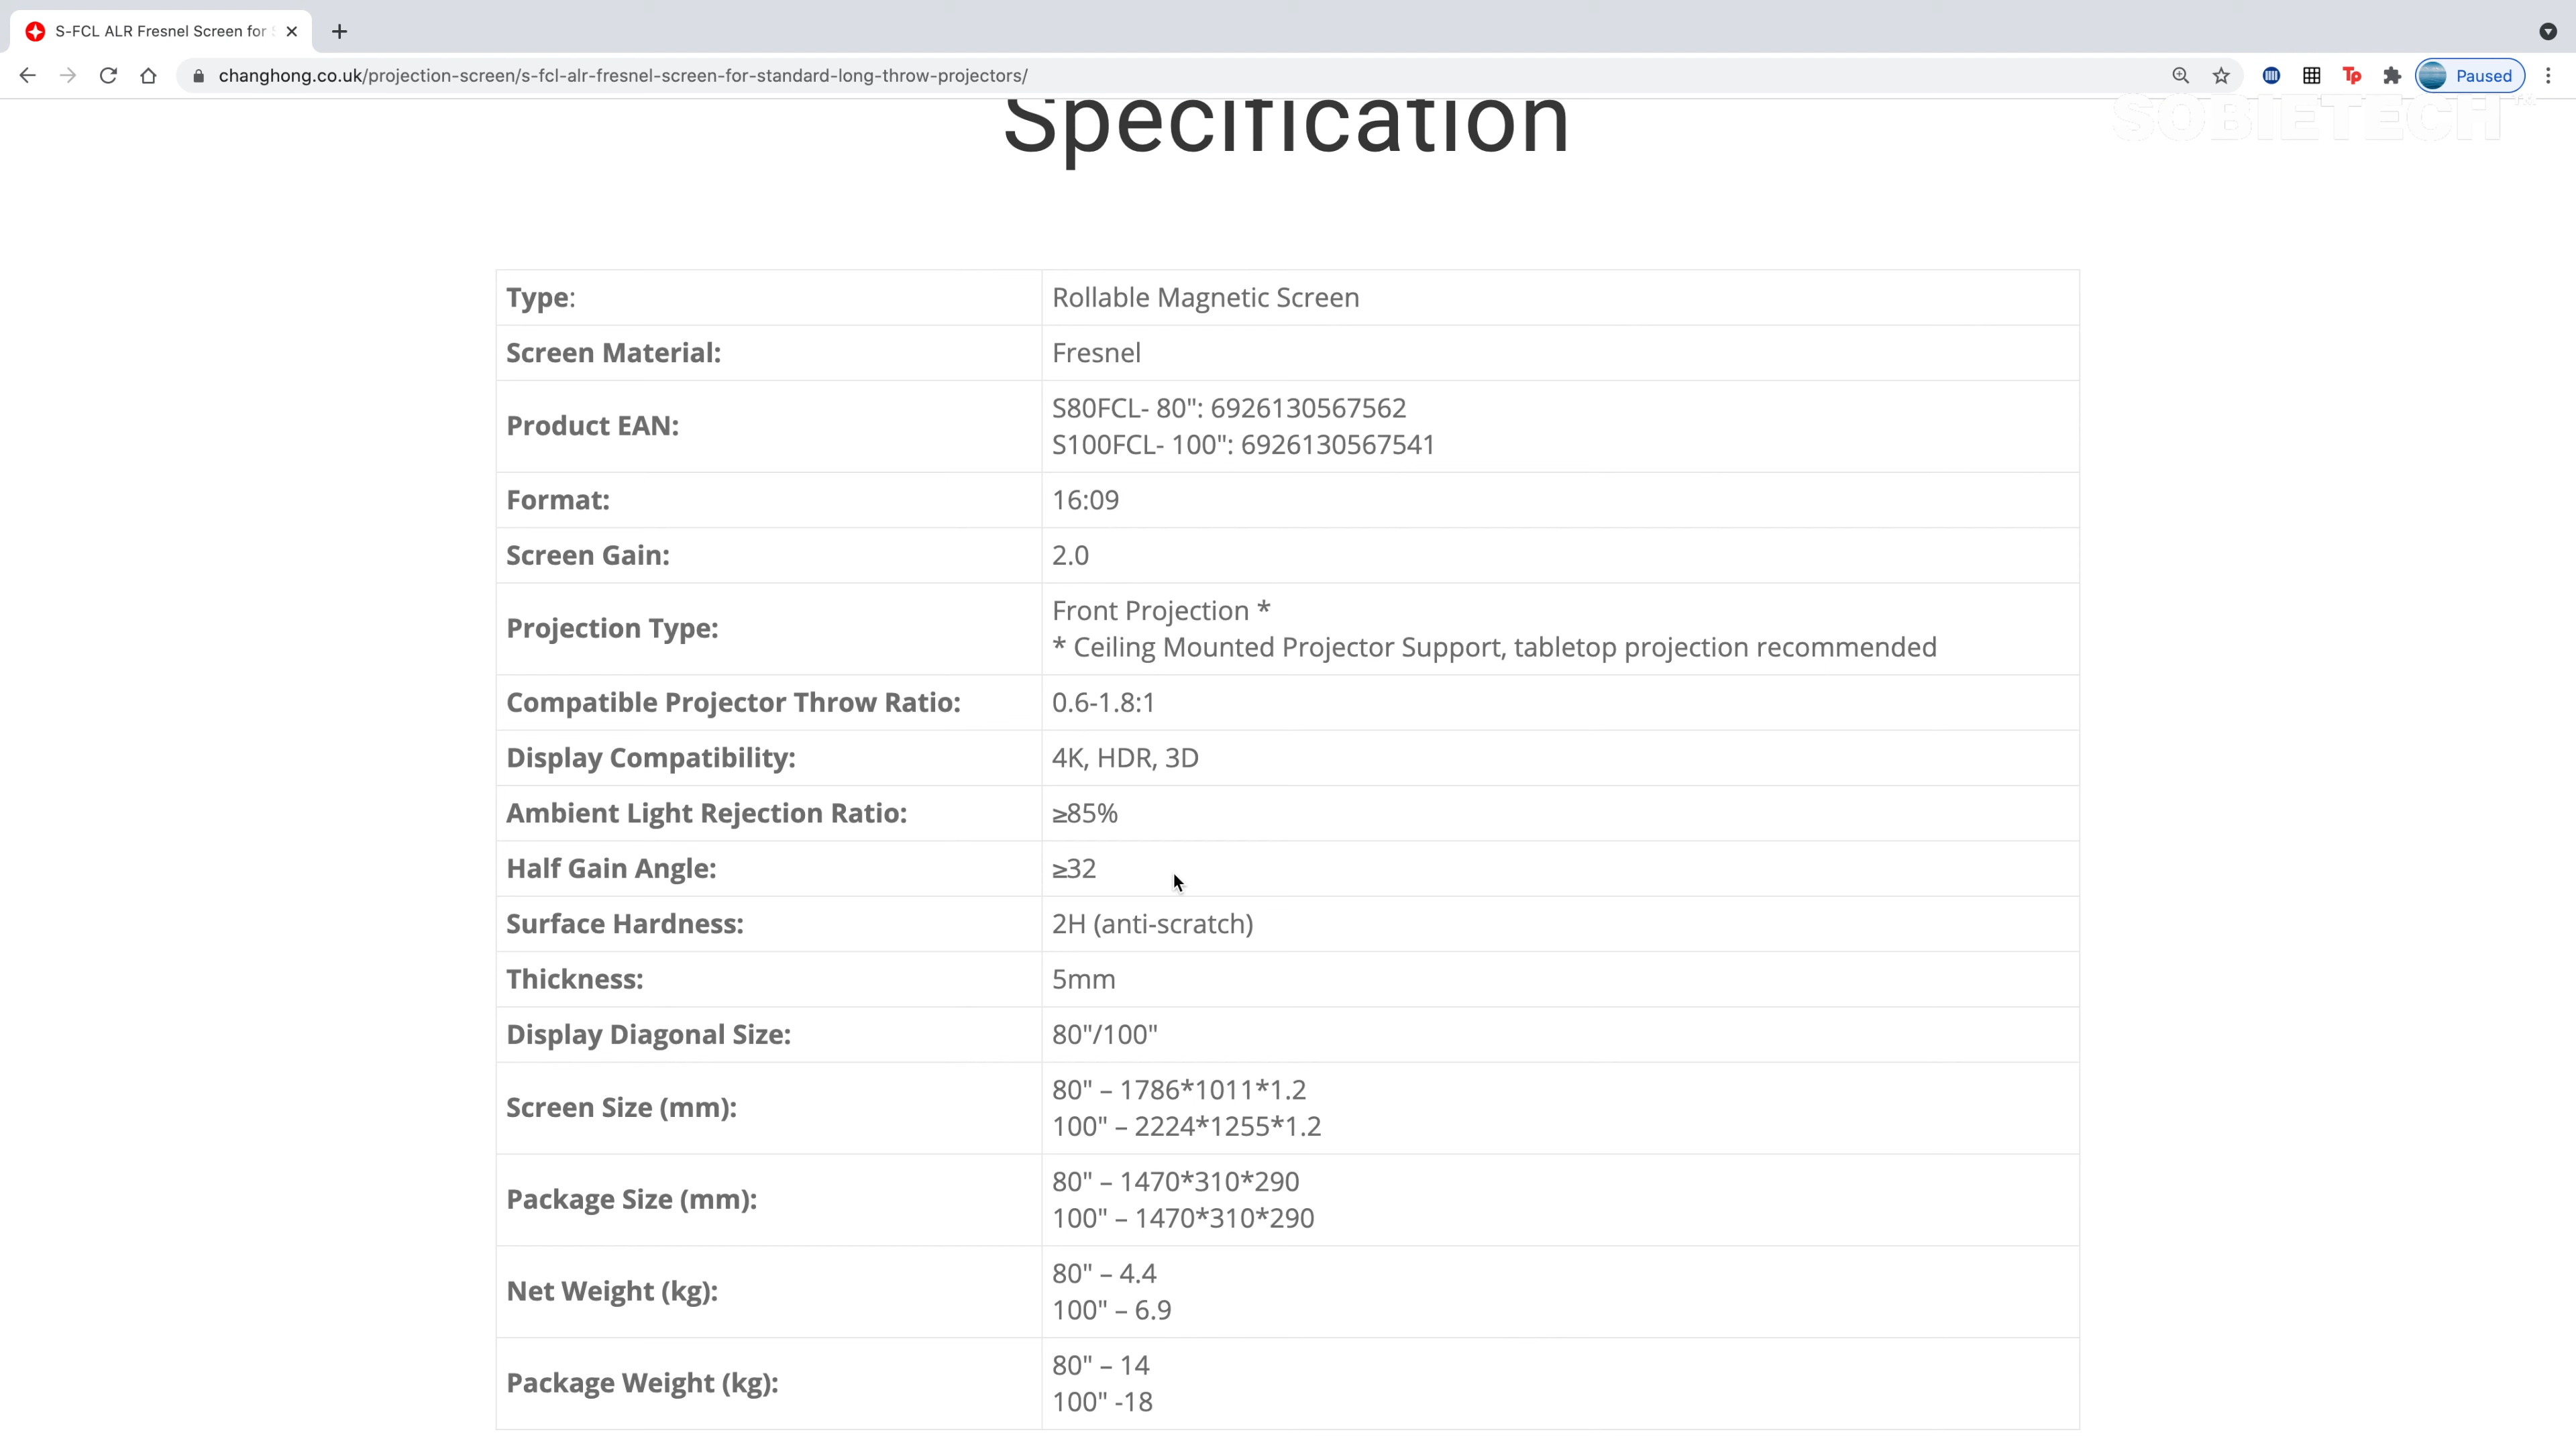 S-FCL ALR Fresnel Screen for
changhong.co.uk/projection-screen/s-fcl-alr-fresnel-screen-for-standard-long-throw-projectors/
Tp
Paused
SOBIETECH™
Specification
Type:
Rollable Magnetic Screen
Screen Material:
Fresnel
Product EAN:
S80FCL- 80": 6926130567562
S100FCL- 100": 6926130567541
Format:
16:09
Screen Gain:
2.0
Projection Type:
Front Projection *
* Ceiling Mounted Projector Support, tabletop projection recommended
Compatible Projector Throw Ratio:
0.6-1.8:1
Display Compatibility:
4K, HDR, 3D
Ambient Light Rejection Ratio:
≥85%
Half Gain Angle:
≥32
Surface Hardness:
2H (anti-scratch)
Thickness:
5mm
Display Diagonal Size:
80"/100"
Screen Size (mm):
80" – 1786*1011*1.2
100" – 2224*1255*1.2
Package Size (mm):
80" – 1470*310*290
100" – 1470*310*290
Net Weight (kg):
80" – 4.4
100" – 6.9
Package Weight (kg):
80" – 14
100" -18